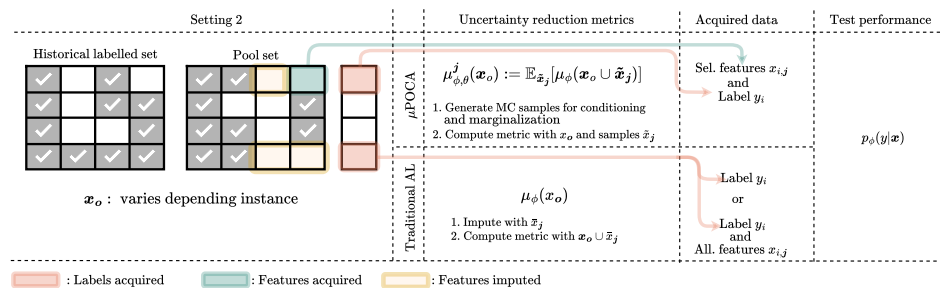 Setting 2
Uncertainty reduction metrics
Acquired data
Test performance
Historical labelled set
Pool set
μPOCA
μ^j_{ϕ,θ}(x_o) := 𝔼_{x̃_j}[μ_ϕ(x_o ∪ x̃_j)]
1. Generate MC samples for conditioning
and marginalization
2. Compute metric with x_o and samples x̃_j
Sel. features x_{i,j}
and
Label y_i
p_ϕ(y|x)
x_o : varies depending instance
Traditional AL
μ_ϕ(x_o)
1. Impute with x̄_j
2. Compute metric with x_o ∪ x̄_j
Label y_i
or
Label y_i
and
All. features x_{i,j}
: Labels acquired
: Features acquired
: Features imputed